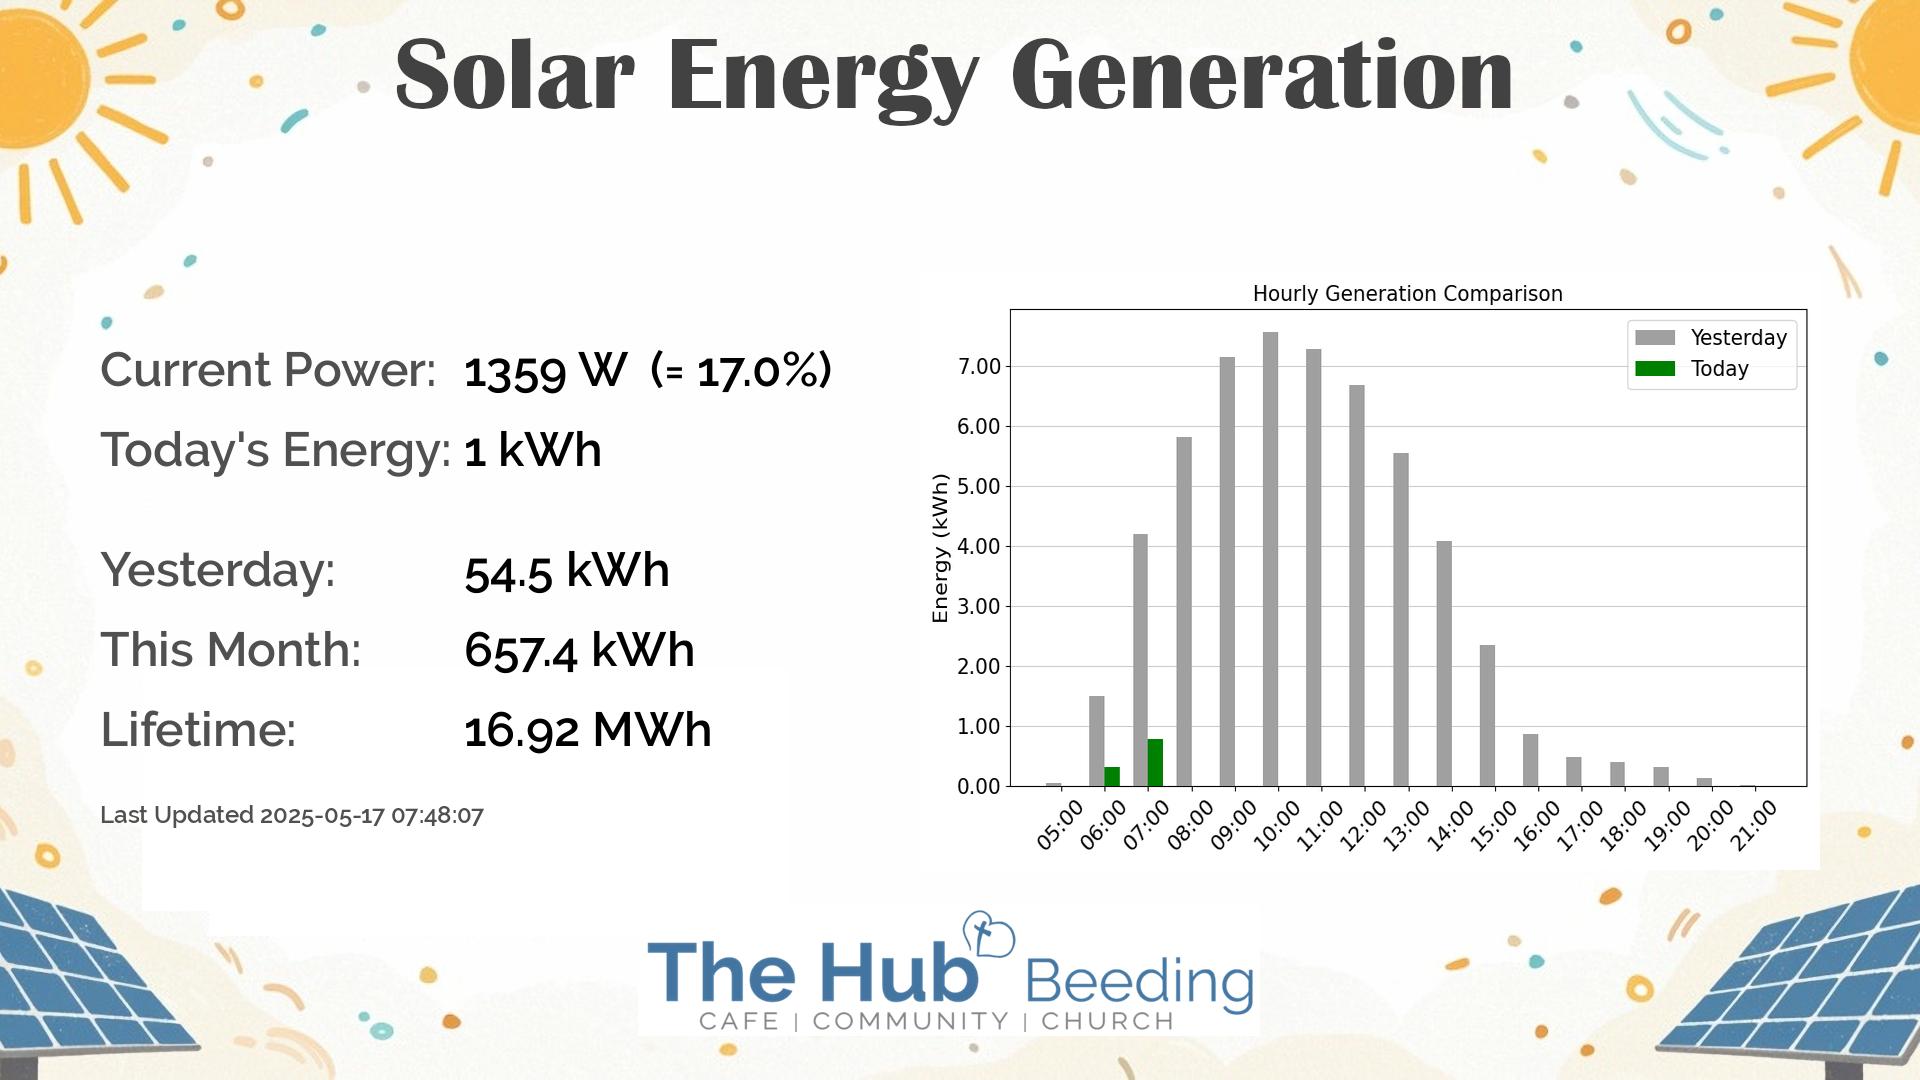 Solar Energy Generation
Current Power: 1359 W (= 17.0%)
Today's Energy: 1 kWh
Yesterday: 54.5 kWh
This Month: 657.4 kWh
Lifetime: 16.92 MWh
Last Updated 2025-05-17 07:48:07
Hourly Generation Comparison
Yesterday
Today
Energy (kWh)
7.00
6.00
5.00
4.00
3.00
2.00
1.00
0.00
05:00 06:00 07:00 08:00 09:00 10:00 11:00 12:00 13:00 14:00 15:00 16:00 17:00 18:00 19:00 20:00 21:00
The Hub Beeding
CAFE | COMMUNITY | CHURCH